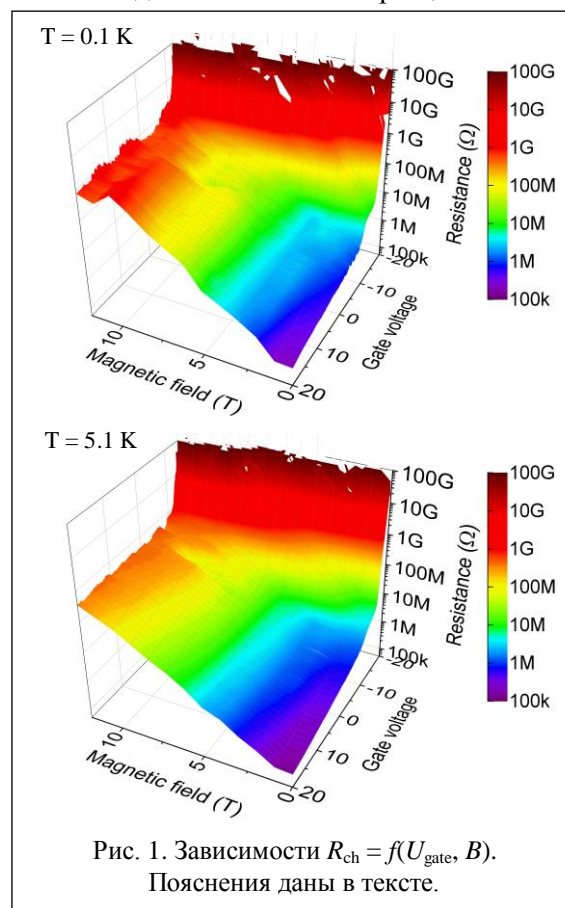 T = 0.1 K
100G
10G
1G
100M
10M
1M
100k
Resistance (Ω)
-20
-10
0
10
20
Gate voltage
10
5
0
Magnetic field (T)
100G
10G
1G
100M
10M
1M
100k
T = 5.1 K
100G
10G
1G
100M
10M
1M
100k
Resistance (Ω)
-20
-10
0
10
20
Gate voltage
10
5
0
Magnetic field (T)
100G
10G
1G
100M
10M
1M
100k
Рис. 1. Зависимости Rch = f(Ugate, B).
Пояснения даны в тексте.